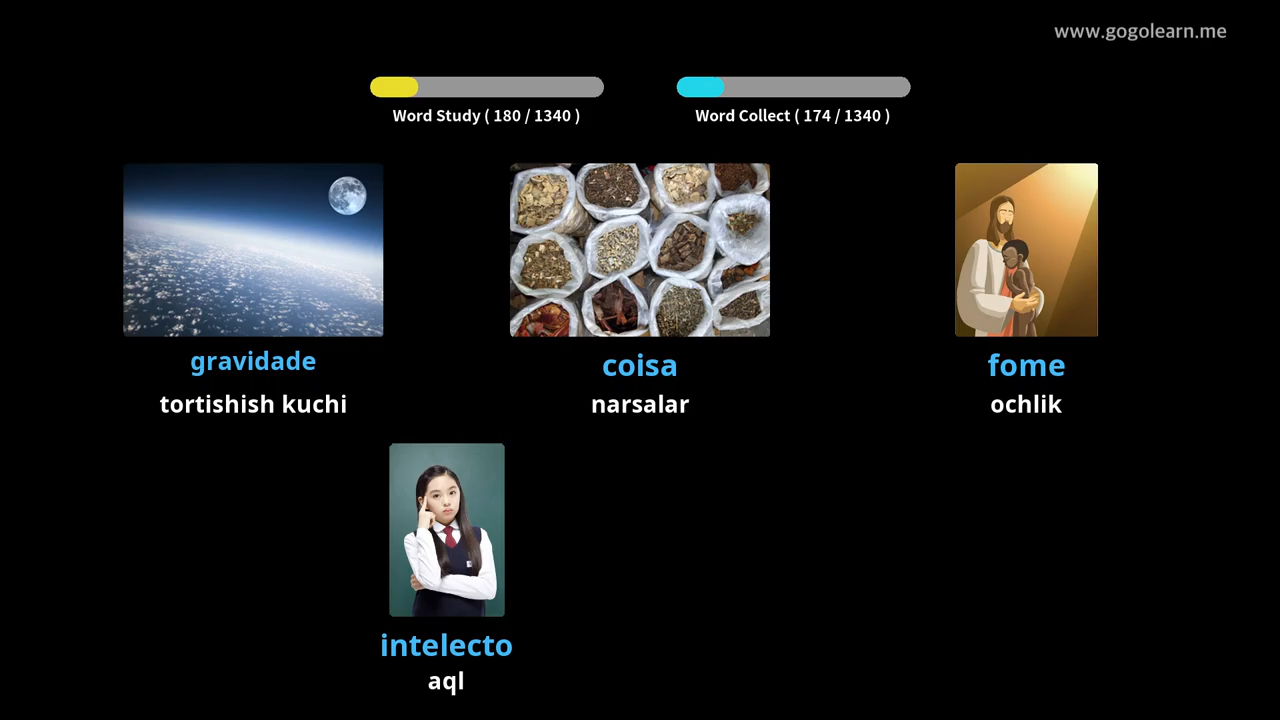 www.gogolearn.me
Word Study ( 180 / 1340 )
Word Collect ( 174 / 1340 )
gravidade
tortishish kuchi
coisa
narsalar
fome
ochlik
intelecto
aql